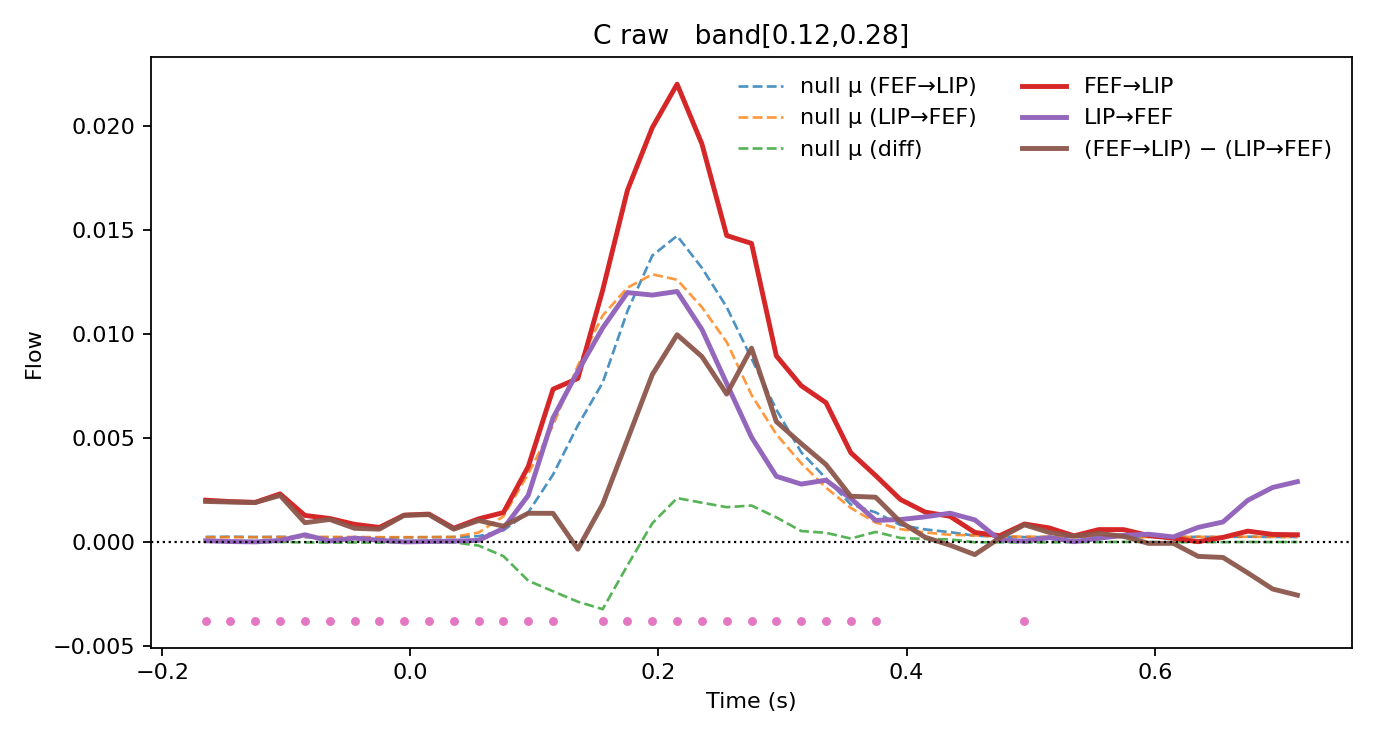 C raw   band[0.12,0.28]
null μ (FEF→LIP)
null μ (LIP→FEF)
null μ (diff)
FEF→LIP
LIP→FEF
(FEF→LIP) − (LIP→FEF)
Flow
0.020
0.015
0.010
0.005
0.000
−0.005
−0.2
0.0
0.2
0.4
0.6
Time (s)